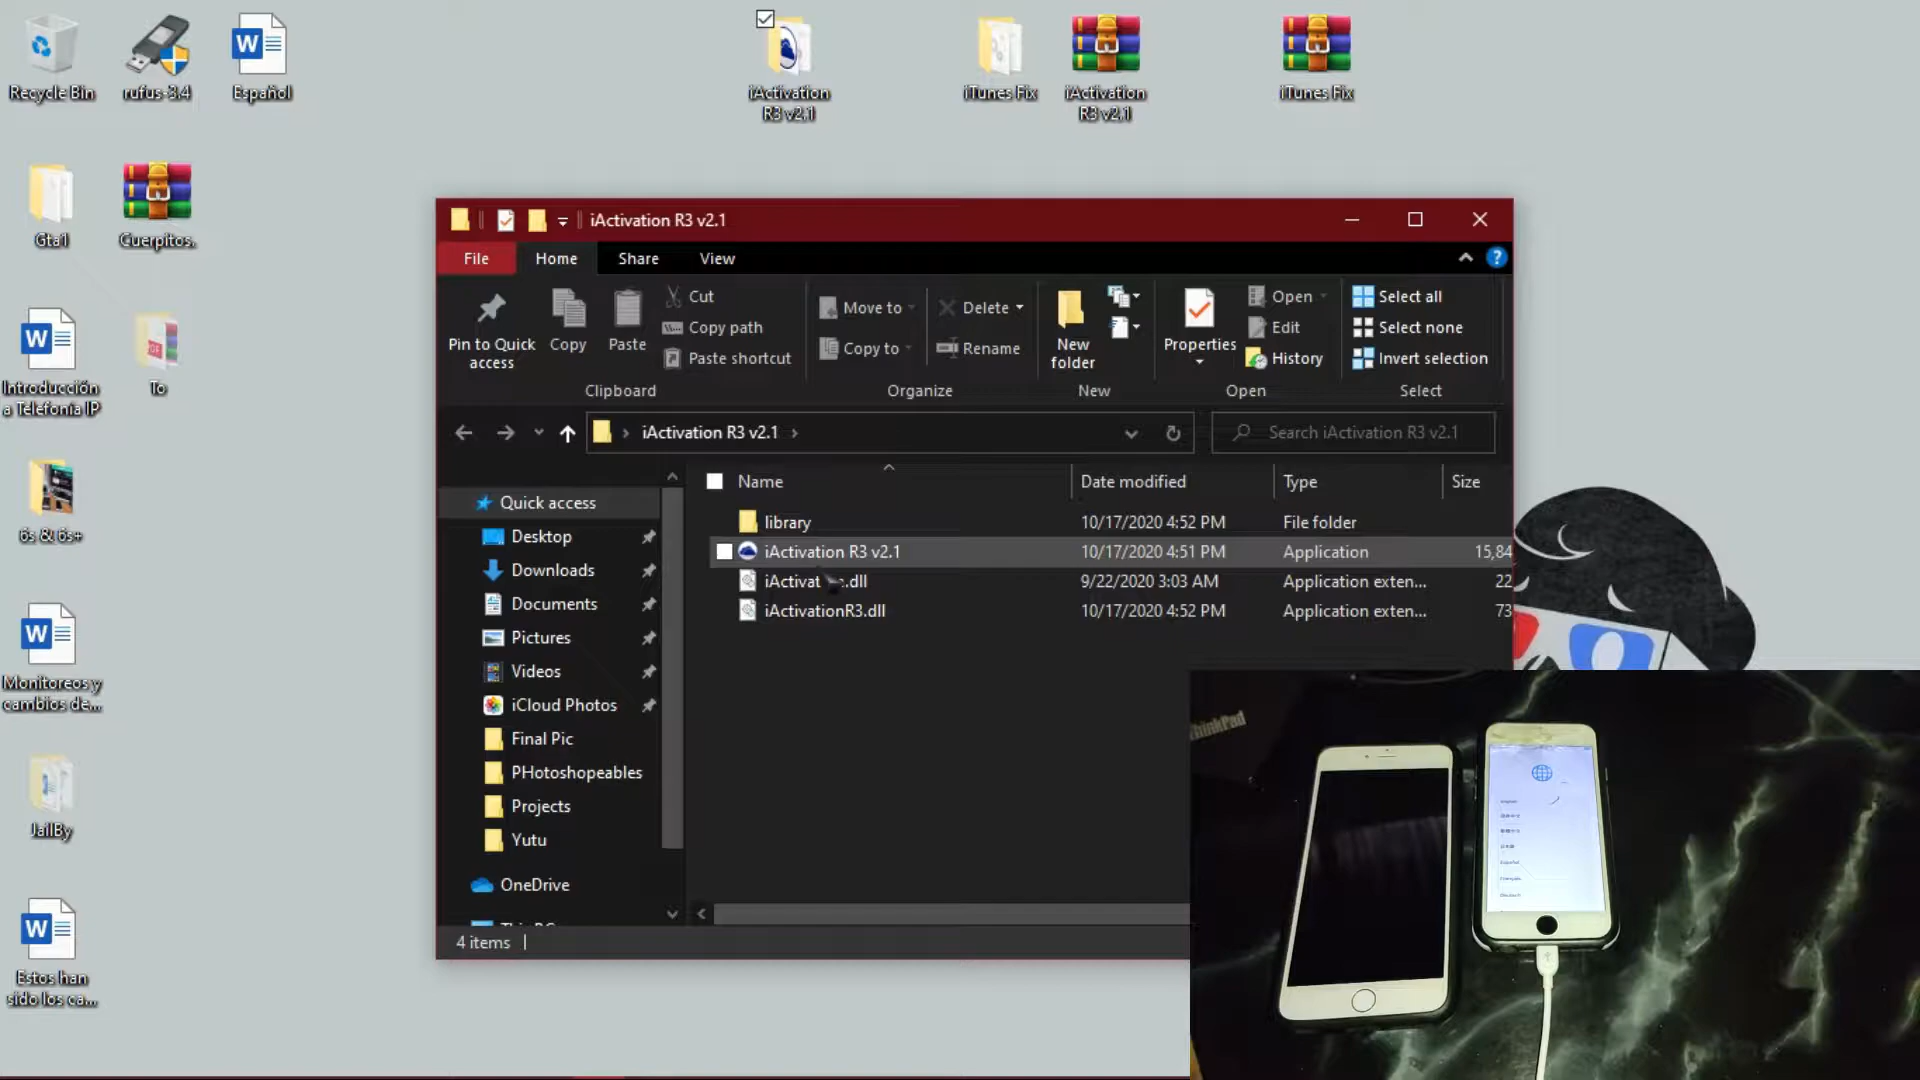 Recycle Bin
rufus-3.4
Español
iActivation
R3 v2.1
iTunes Fix
iActivation
R3 v2.1
iTunes Fix
Gta1
Cuerpitos.
Introducción
a Telefonía IP
To
6s & 6s+
Monitoreos y
cambios de...
JailBy
Estos han
sido los ca...
iActivation R3 v2.1
File
Home
Share
View
Pin to Quick
access
Copy
Paste
Cut
Copy path
Paste shortcut
Clipboard
Move to
Copy to
Delete
Rename
Organize
New
folder
New
Properties
Open
Edit
History
Open
Select all
Select none
Invert selection
Select
iActivation R3 v2.1
Search iActivation R3 v2.1
Quick access
Desktop
Downloads
Documents
Pictures
Videos
iCloud Photos
Final Pic
PHotoshopeables
Projects
Yutu
OneDrive
Name Date modified Type Size
library 10/17/2020 4:52 PM File folder
iActivation R3 v2.1 10/17/2020 4:51 PM Application 15,84
9/22/2020 3:03 AM Application exten... 22
iActivationR3.dll 10/17/2020 4:52 PM Application exten... 73
4 items
ThinkPad